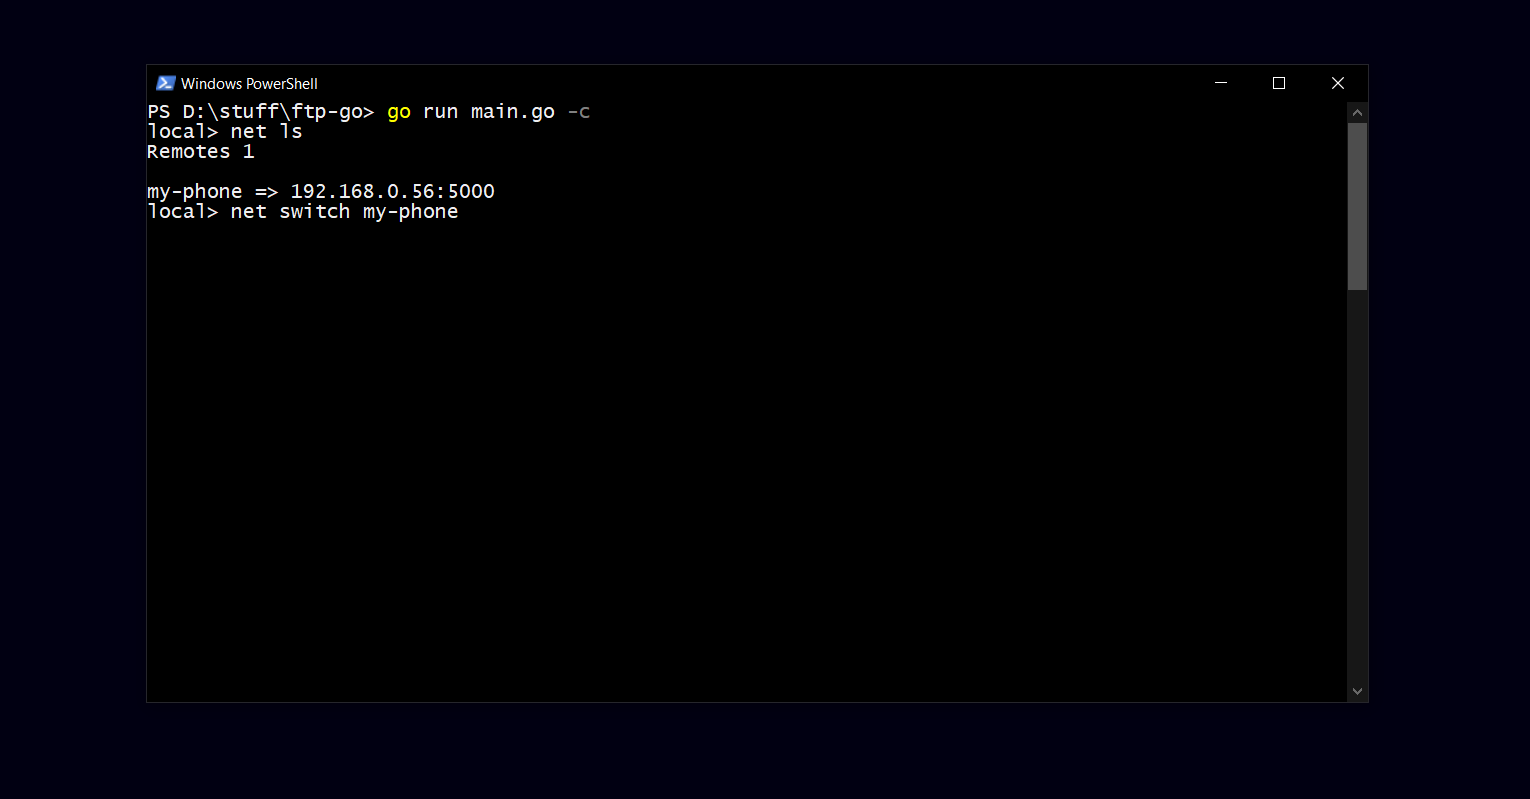 Windows PowerShell
PS D:\stuff\ftp-go> go run main.go -c
local> net ls
Remotes 1
my-phone => 192.168.0.56:5000
local> net switch my-phone